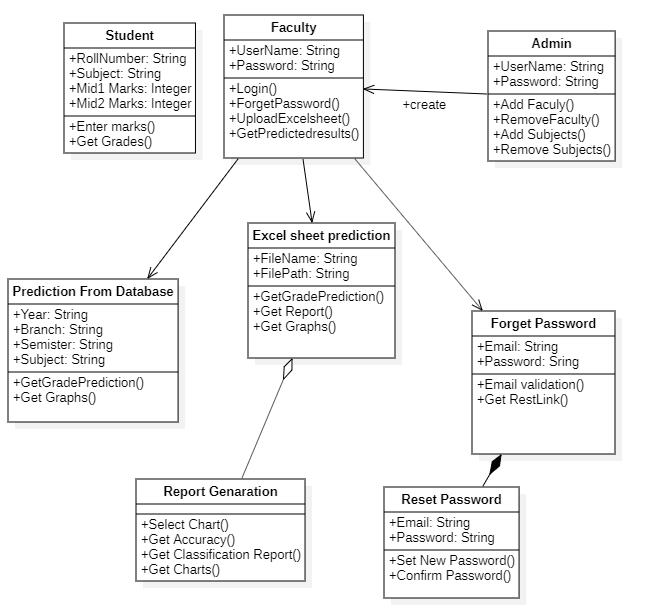 Student
+RollNumber: String
+Subject: String
+Mid1 Marks: Integer
+Mid2 Marks: Integer
+Enter marks()
+Get Grades()
Faculty
+UserName: String
+Password: String
+Login()
+ForgetPassword()
+UploadExcelsheet()
+GetPredictedresults()
+create
Admin
+UserName: String
+Password: String
+Add Faculy()
+RemoveFaculty()
+Add Subjects()
+Remove Subjects()
Prediction From Database
+Year: String
+Branch: String
+Semister: String
+Subject: String
+GetGradePrediction()
+Get Graphs()
Excel sheet prediction
+FileName: String
+FilePath: String
+GetGradePrediction()
+Get Report()
+Get Graphs()
Forget Password
+Email: String
+Password: Sring
+Email validation()
+Get RestLink()
Report Genaration
+Select Chart()
+Get Accuracy()
+Get Classification Report()
+Get Charts()
Reset Password
+Email: String
+Password: String
+Set New Password()
+Confirm Password()